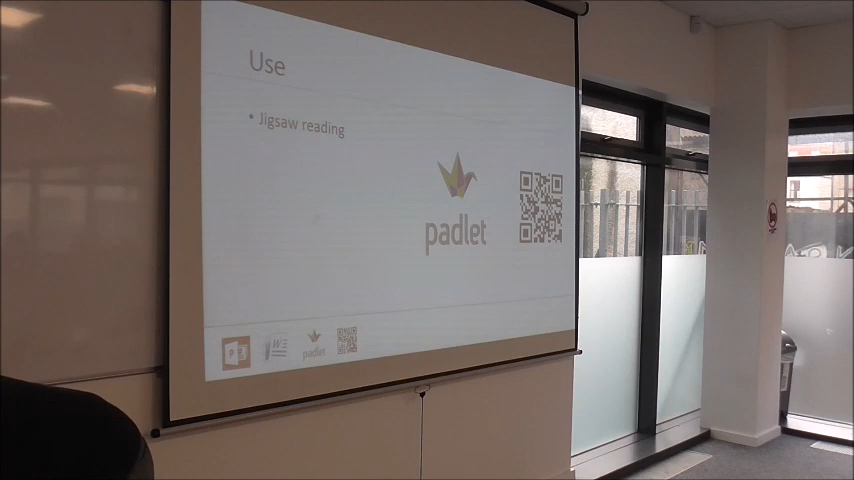 Use
• Jigsaw reading
padlet
P
W
padlet